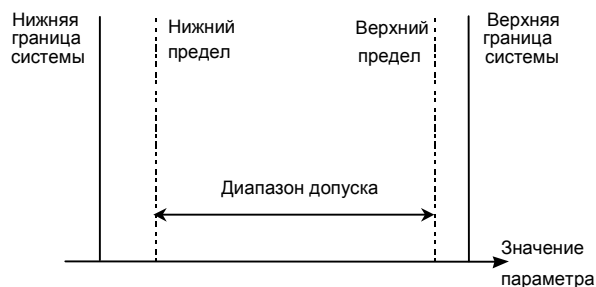 Нижняя
граница
системы
Нижний
предел
Верхний
предел
Верхняя
граница
системы
Диапазон допуска
Значение
параметра